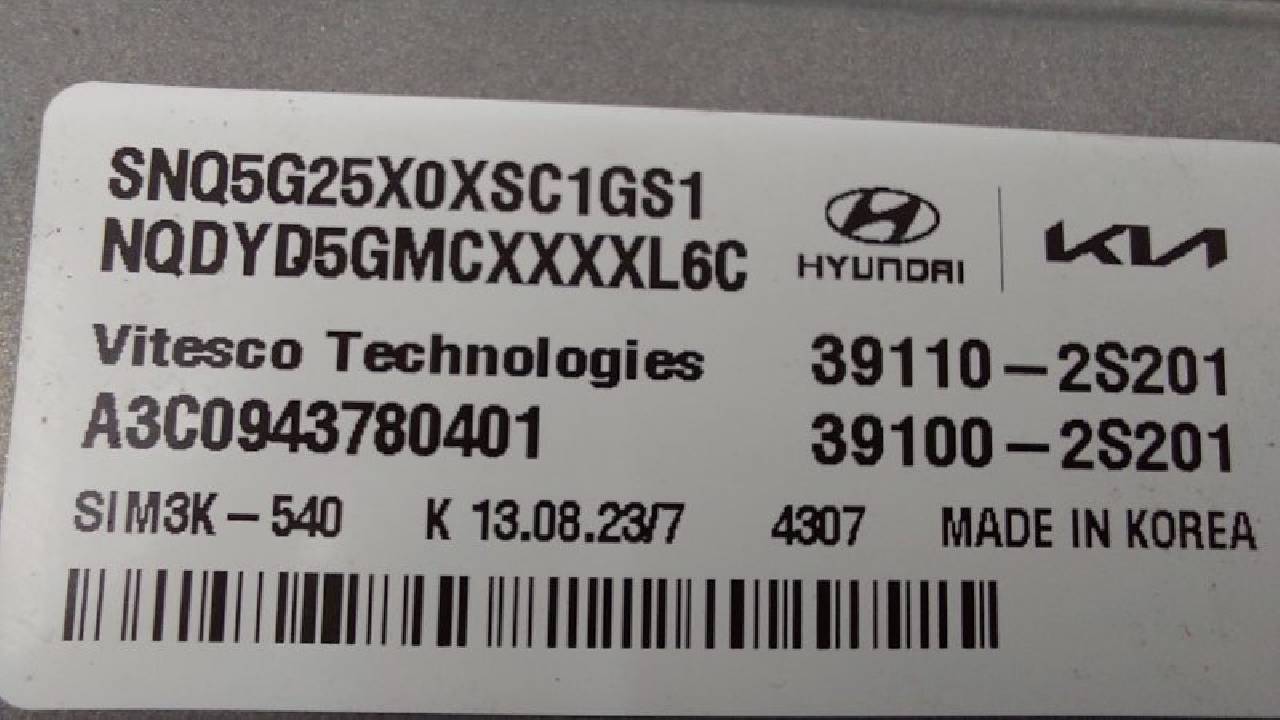 SNQ5G25X0XSC1GS1
NQDYD5GMCXXXXL6C
HYUNDAI
KIA
Vitesco Technologies
39110-2S201
A3C0943780401
39100-2S201
SIM3K-540 K 13.08.23/7 4307 MADE IN KOREA